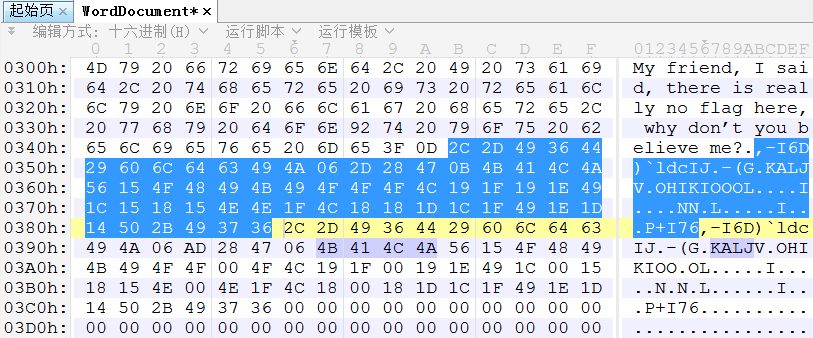 起始页 × WordDocument* ×
编辑方式: 十六进制(H) 运行脚本 运行模板
0 1 2 3 4 5 6 7 8 9 A B C D E F 0123456789ABCDEF
0300h: 4D 79 20 66 72 69 65 6E 64 2C 20 49 20 73 61 69 My friend, I sai
0310h: 64 2C 20 74 68 65 72 65 20 69 73 20 72 65 61 6C d, there is real
0320h: 6C 79 20 6E 6F 20 66 6C 61 67 20 68 65 72 65 2C ly no flag here,
0330h: 20 77 68 79 20 64 6F 6E 92 74 20 79 6F 75 20 62 why don’t you b
0340h: 65 6C 69 65 76 65 20 6D 65 3F 0D 2C 2D 49 36 44 elieve me?.,-I6D
0350h: 29 60 6C 64 63 49 4A 06 2D 28 47 0B 4B 41 4C 4A )`ldcIJ.-(G.KALJ
0360h: 56 15 4F 48 49 4B 49 4F 4F 4F 4C 19 1F 19 1E 49 V.OHIKIOOOL....I
0370h: 1C 15 18 15 4E 4E 1F 4C 18 18 1D 1C 1F 49 1E 1D ....NN.L.....I..
0380h: 14 50 2B 49 37 36 2C 2D 49 36 44 29 60 6C 64 63 .P+I76,-I6D)`ldc
0390h: 49 4A 06 AD 28 47 06 4B 41 4C 4A 56 15 4F 48 49 IJ.-(G.KALJV.OHI
03A0h: 4B 49 4F 4F 00 4F 4C 19 1F 00 19 1E 49 1C 00 15 KIOO.OL.....I...
03B0h: 18 15 4E 00 4E 1F 4C 18 00 18 1D 1C 1F 49 1E 1D ..N.N.L......I..
03C0h: 14 50 2B 49 37 36 00 00 00 00 00 00 00 00 00 00 .P+I76..........
03D0h: 00 00 00 00 00 00 00 00 00 00 00 00 00 00 00 00 ................